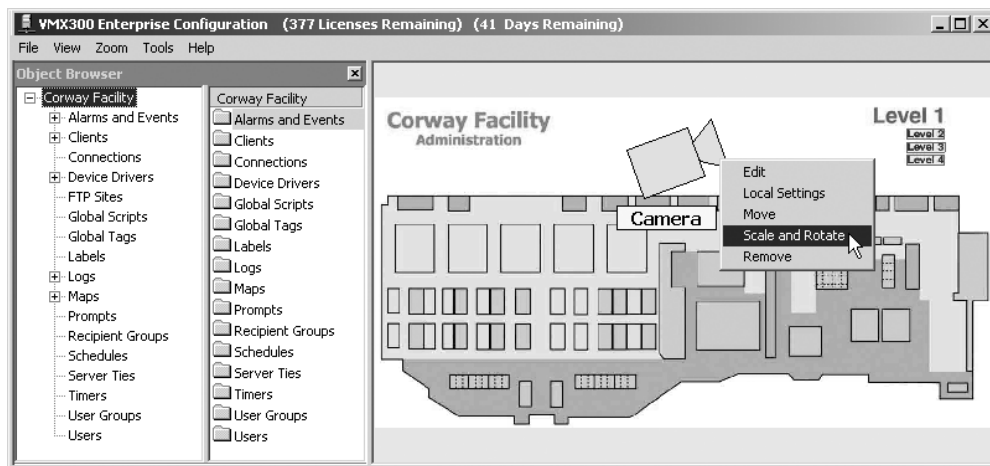 VMX300 Enterprise Configuration (377 Licenses Remaining) (41 Days Remaining)
File View Zoom Tools Help
Object Browser
Corway Facility
Alarms and Events
Clients
Connections
Device Drivers
FTP Sites
Global Scripts
Global Tags
Labels
Logs
Maps
Prompts
Recipient Groups
Schedules
Server Ties
Timers
User Groups
Users
Corway Facility
Alarms and Events
Clients
Connections
Device Drivers
Global Scripts
Global Tags
Labels
Logs
Maps
Prompts
Recipient Groups
Schedules
Server Ties
Timers
User Groups
Users
Corway Facility
Administration
Level 1
Level 2
Level 3
Level 4
Camera
Edit
Local Settings
Move
Scale and Rotate
Remove